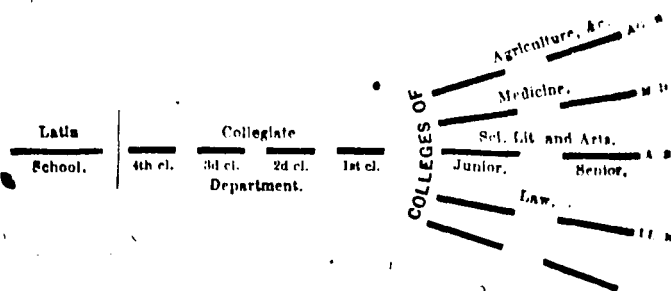 Agriculture, &c.
Medicine. M D
COLLEGES OF
Latin Collegiate Sci. Lit and Arts. A B
School. 4th cl. 3d cl. 2d cl. 1st cl. Junior. Senior.
Department.
Law.